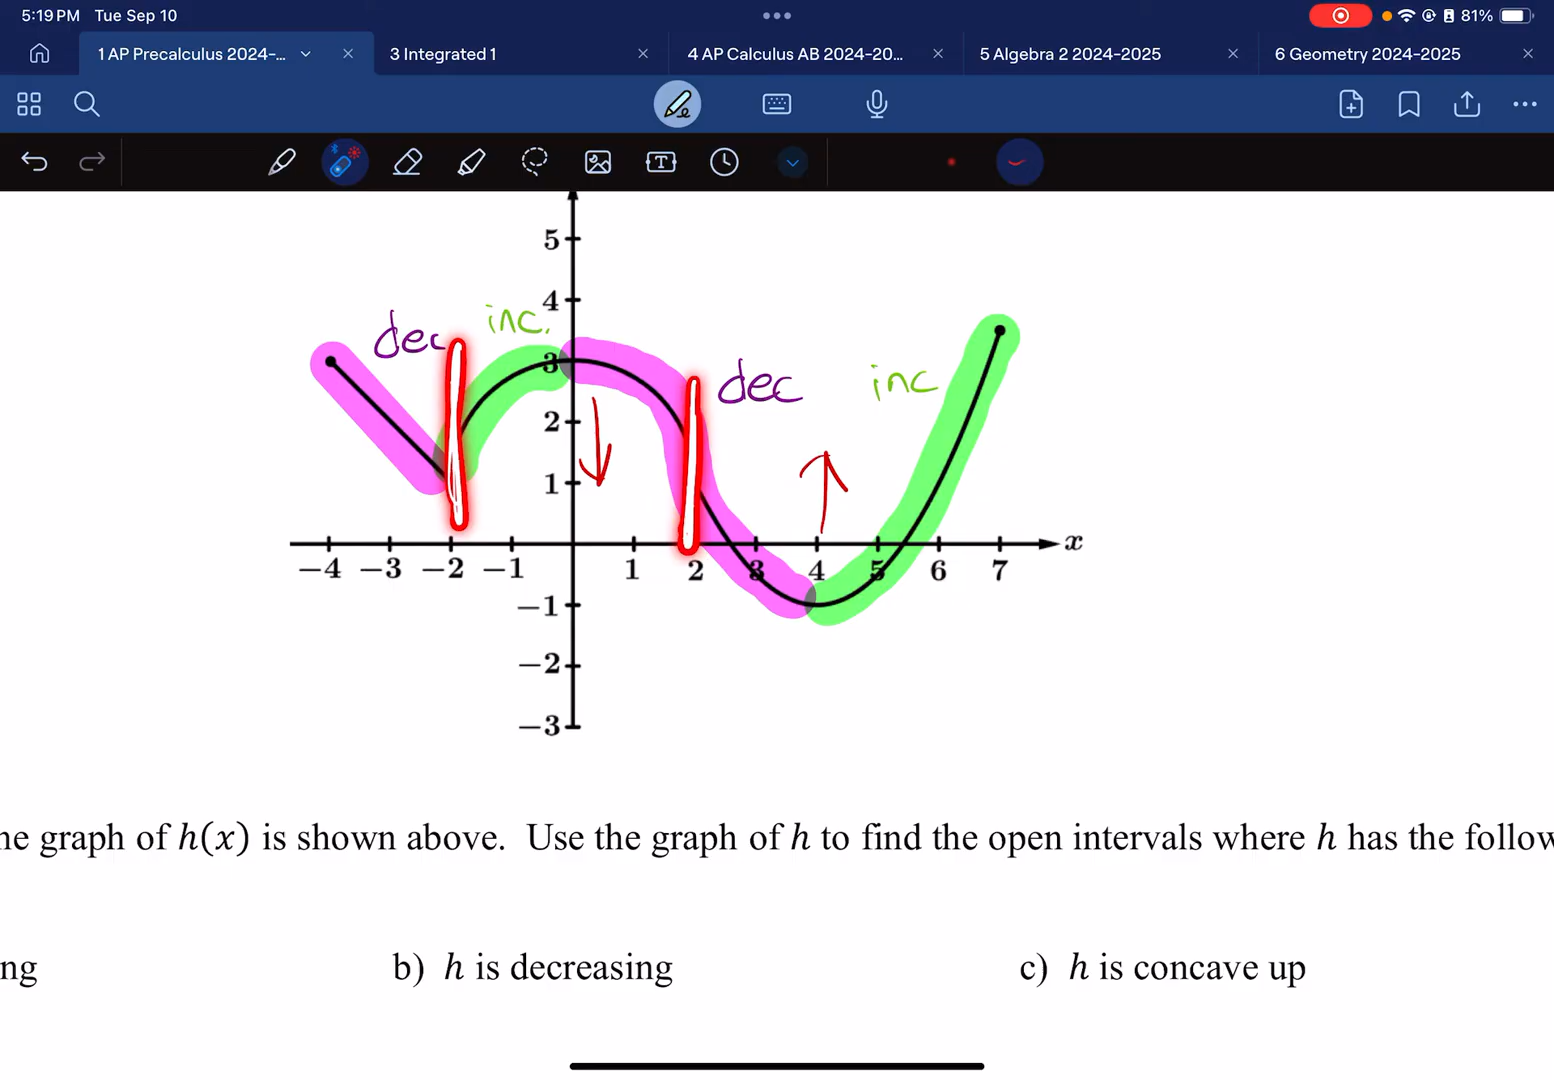 5:19 PM Tue Sep 10
81%
1 AP Precalculus 2024-...
3 Integrated 1
4 AP Calculus AB 2024-20...
5 Algebra 2 2024-2025
6 Geometry 2024-2025
T
5
4
3
2
1
dec
inc.
dec
inc
−4 −3 −2 −1 1 2 3 4 5 6 7 x
−1
−2
−3
he graph of h(x) is shown above. Use the graph of h to find the open intervals where h has the follow
ng
b) h is decreasing
c) h is concave up